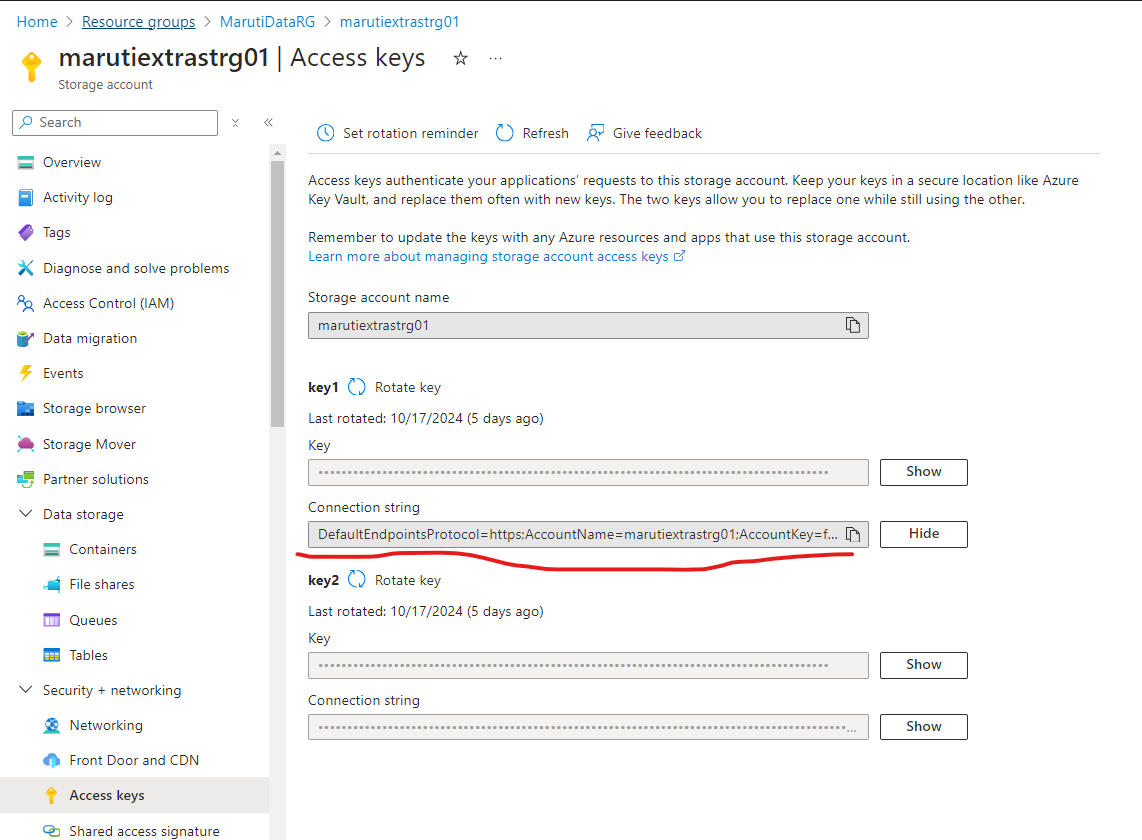 Home > Resource groups > MarutiDataRG > marutiextrastrg01
marutiextrastrg01 | Access keys ☆ ...
Storage account
Search
Overview
Activity log
Tags
Diagnose and solve problems
Access Control (IAM)
Data migration
Events
Storage browser
Storage Mover
Partner solutions
Data storage
Containers
File shares
Queues
Tables
Security + networking
Networking
Front Door and CDN
Access keys
Shared access signature
Set rotation reminder Refresh Give feedback
Access keys authenticate your applications' requests to this storage account. Keep your keys in a secure location like Azure
Key Vault, and replace them often with new keys. The two keys allow you to replace one while still using the other.
Remember to update the keys with any Azure resources and apps that use this storage account.
Learn more about managing storage account access keys
Storage account name
marutiextrastrg01
key1 Rotate key
Last rotated: 10/17/2024 (5 days ago)
Key
Show
Connection string
DefaultEndpointsProtocol=https;AccountName=marutiextrastrg01;AccountKey=f... Hide
key2 Rotate key
Last rotated: 10/17/2024 (5 days ago)
Key
Show
Connection string
... Show